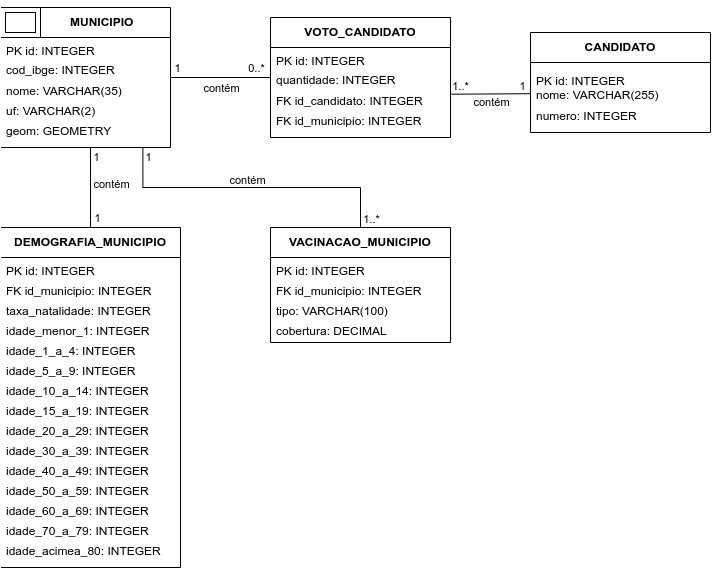 MUNICIPIO
PK id: INTEGER
cod_ibge: INTEGER
nome: VARCHAR(35)
uf: VARCHAR(2)
geom: GEOMETRY
1
0..*
contém
VOTO_CANDIDATO
PK id: INTEGER
quantidade: INTEGER
FK id_candidato: INTEGER
FK id_municipio: INTEGER
1..*
1
contém
CANDIDATO
PK id: INTEGER
nome: VARCHAR(255)
numero: INTEGER
1
contém
1
1
contém
1..*
DEMOGRAFIA_MUNICIPIO
PK id: INTEGER
FK id_municipio: INTEGER
taxa_natalidade: INTEGER
idade_menor_1: INTEGER
idade_1_a_4: INTEGER
idade_5_a_9: INTEGER
idade_10_a_14: INTEGER
idade_15_a_19: INTEGER
idade_20_a_29: INTEGER
idade_30_a_39: INTEGER
idade_40_a_49: INTEGER
idade_50_a_59: INTEGER
idade_60_a_69: INTEGER
idade_70_a_79: INTEGER
idade_acimea_80: INTEGER
VACINACAO_MUNICIPIO
PK id: INTEGER
FK id_municipio: INTEGER
tipo: VARCHAR(100)
cobertura: DECIMAL